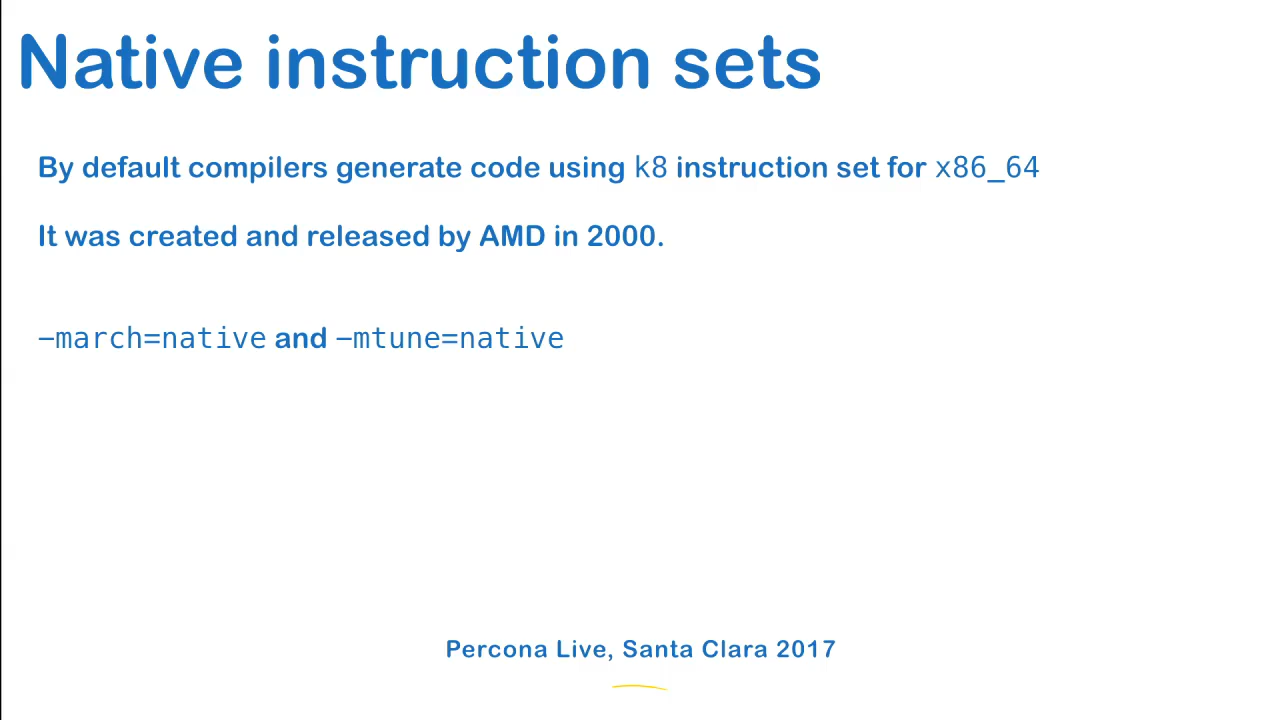 Native instruction sets
By default compilers generate code using k8 instruction set for x86_64
It was created and released by AMD in 2000.
−march=native and −mtune=native
Percona Live, Santa Clara 2017